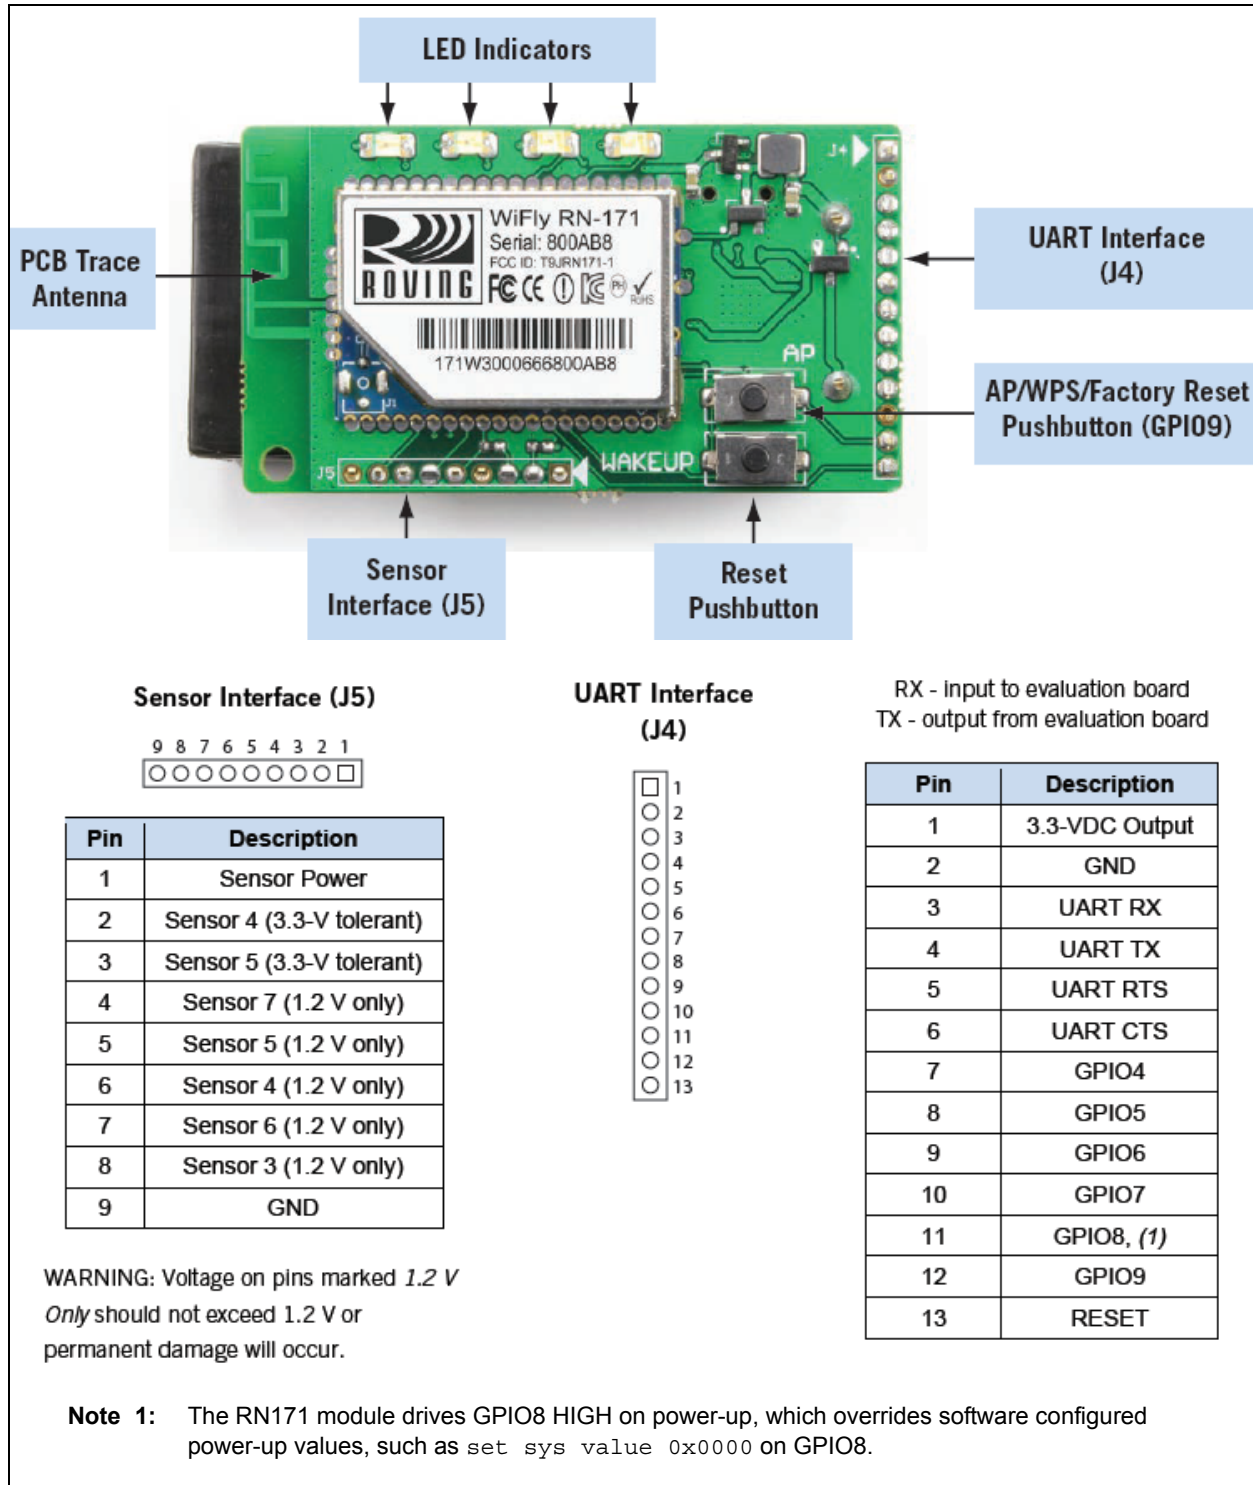 LED Indicators
J4
WiFly RN-171
Serial: 800AB8
FCC ID: T9JRN171-1
ROVING
FC CE
RoHS
171W3000666800AB8
J1
AP
J5
WAKEUP
PCB Trace
Antenna
UART Interface
(J4)
AP/WPS/Factory Reset
Pushbutton (GPIO9)
Sensor
Interface (J5)
Reset
Pushbutton
Sensor Interface (J5)
9 8 7 6 5 4 3 2 1
Pin Description
1 Sensor Power
2 Sensor 4 (3.3-V tolerant)
3 Sensor 5 (3.3-V tolerant)
4 Sensor 7 (1.2 V only)
5 Sensor 5 (1.2 V only)
6 Sensor 4 (1.2 V only)
7 Sensor 6 (1.2 V only)
8 Sensor 3 (1.2 V only)
9 GND
WARNING: Voltage on pins marked 1.2 V
Only should not exceed 1.2 V or
permanent damage will occur.
UART Interface
(J4)
1
2
3
4
5
6
7
8
9
10
11
12
13
RX - input to evaluation board
TX - output from evaluation board
Pin Description
1 3.3-VDC Output
2 GND
3 UART RX
4 UART TX
5 UART RTS
6 UART CTS
7 GPIO4
8 GPIO5
9 GPIO6
10 GPIO7
11 GPIO8, (1)
12 GPIO9
13 RESET
Note 1: The RN171 module drives GPIO8 HIGH on power-up, which overrides software configured
power-up values, such as set sys value 0x0000 on GPIO8.